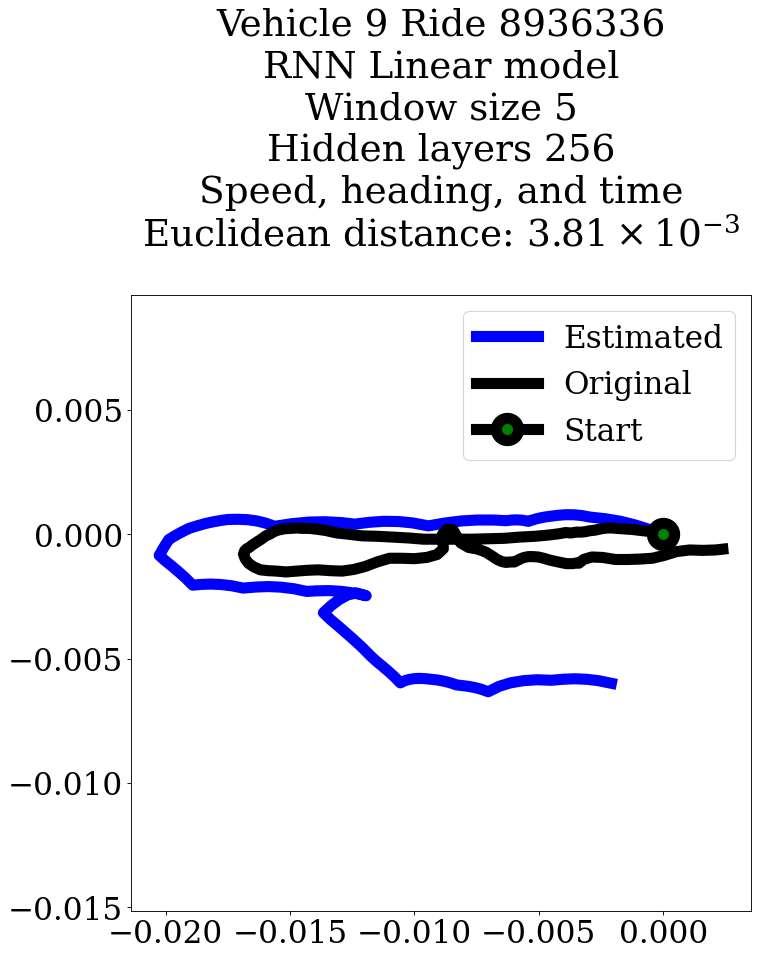 Vehicle 9 Ride 8936336
RNN Linear model
Window size 5
Hidden layers 256
Speed, heading, and time
Euclidean distance: 3.81 × 10⁻³
Estimated
Original
Start
0.005
0.000
−0.005
−0.010
−0.015
−0.020 −0.015 −0.010 −0.005 0.000